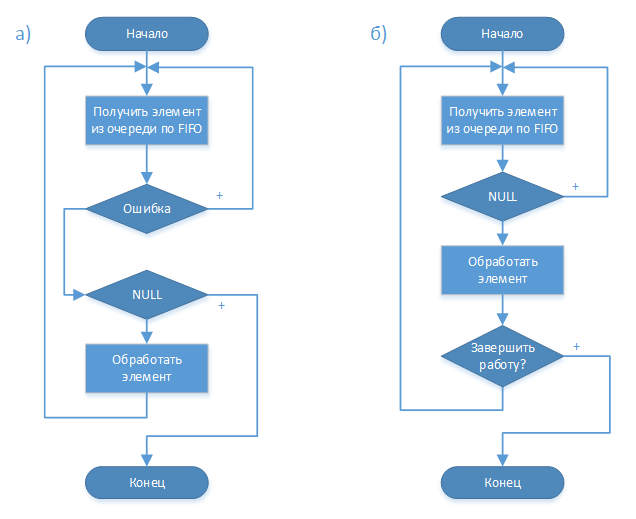 а)
Начало
Получить элемент
из очереди по FIFO
Ошибка
+
NULL
+
Обработать
элемент
Конец
б)
Начало
Получить элемент
из очереди по FIFO
NULL
+
Обработать
элемент
Завершить
работу?
+
Конец